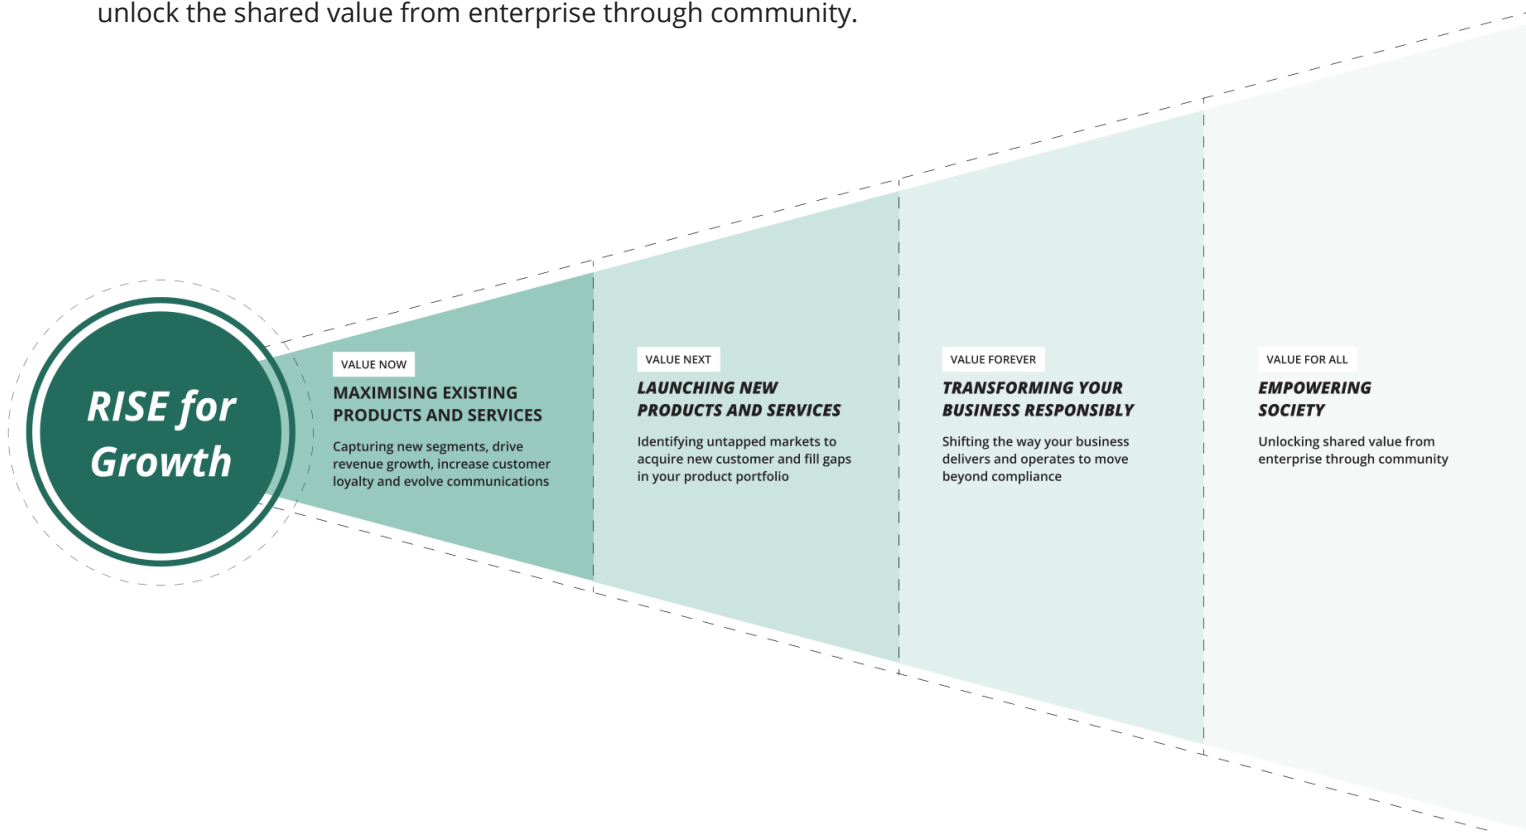 unlock the shared value from enterprise through community.
RISE for
Growth
VALUE NOW
MAXIMISING EXISTING
PRODUCTS AND SERVICES
Capturing new segments, drive
revenue growth, increase customer
loyalty and evolve communications
VALUE NEXT
LAUNCHING NEW
PRODUCTS AND SERVICES
Identifying untapped markets to
acquire new customer and fill gaps
in your product portfolio
VALUE FOREVER
TRANSFORMING YOUR
BUSINESS RESPONSIBLY
Shifting the way your business
delivers and operates to move
beyond compliance
VALUE FOR ALL
EMPOWERING
SOCIETY
Unlocking shared value from
enterprise through community